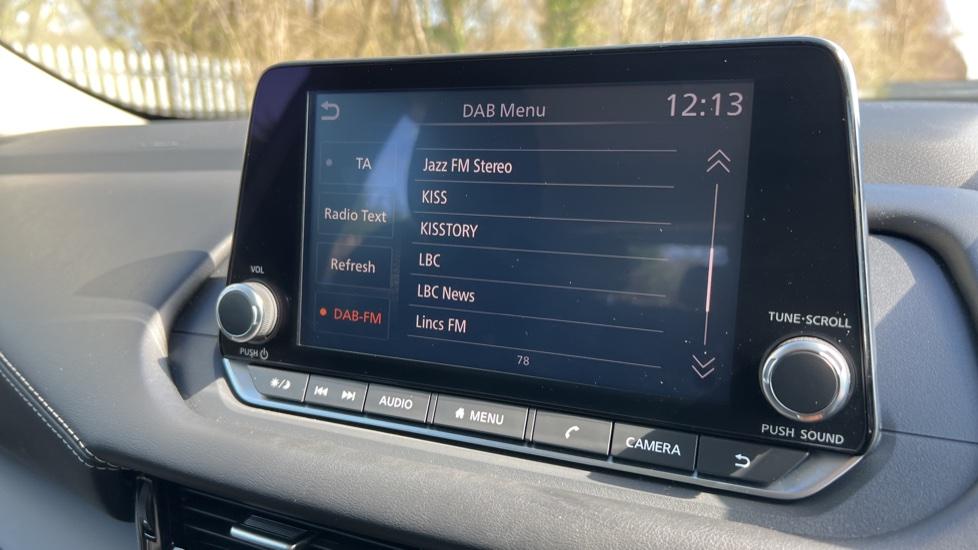 DAB Menu
12:13
TA
Radio Text
Refresh
DAB-FM
Jazz FM Stereo
KISS
KISSTORY
LBC
LBC News
Lincs FM
78
VOL
PUSH
TUNE·SCROLL
PUSH SOUND
AUDIO
MENU
CAMERA